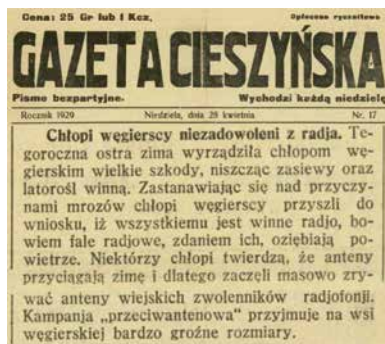 Cena: 25 Gr lub 1 Kcz. Opłacono ryczałtowo.
GAZETA CIESZYŃSKA
Pismo bezpartyjne. Wychodzi każdą niedzielę
Rocznik 1929 Niedziela, dnia 28 kwietnia Nr. 17
Chłopi węgierscy niezadowoleni z radja. Te-
goroczna ostra zima wyrządziła chłopom wę-
gierskim wielkie szkody, niszcząc zasiewy oraz
latorośl winną. Zastanawiając się nad przyczy-
nami mrozów chłopi węgierscy przyszli do
wniosku, iż wszystkiemu jest winne radjo, bo-
wiem fale radjowe, zdaniem ich, oziębiają po-
wietrze. Niektórzy chłopi twierdzą, że anteny
przyciągają zimę i dlatego zaczęli masowo zry-
wać anteny wiejskich zwolenników radjofonji.
Kampanja „przeciwantenowa" przyjmuje na wsi
węgierskiej bardzo groźne rozmiary.